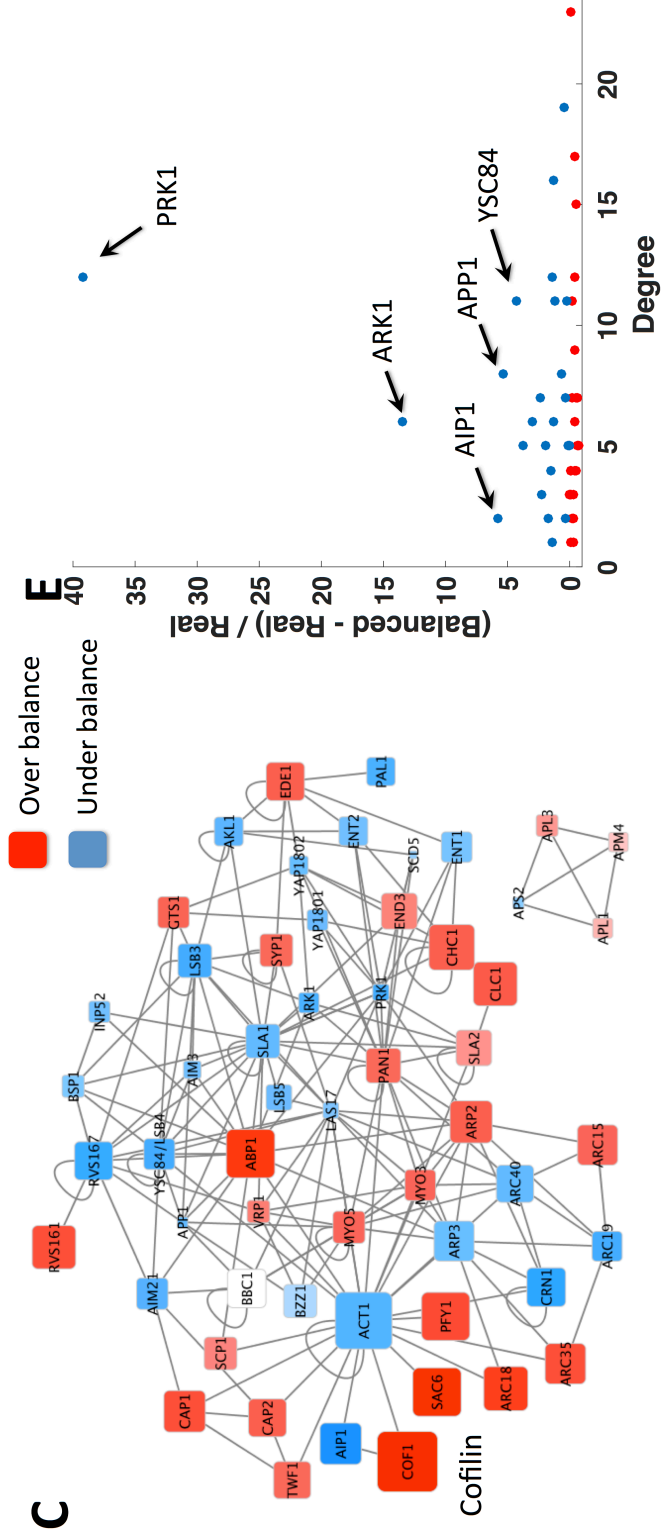 C
Over balance
Under balance
EDE1
PAL1
AKL1
ENT2
YAP1802
SCD5
ENT1
APL3
APM4
APS2
APL1
GTS1
YAP1801
END3
LSB3
SYP1
CHC1
CLC1
INP52
ARK1
PRK1
SLA1
SLA2
BSP1
AIM3
PAN1
LSB5
LAS17
RVS167
YSC84/LSB4
ABP1
ARP2
ARC15
RVS161
APP1
VRP1
MYO3
MYO5
ARC40
ARP3
ARC19
AIM21
BBC1
BZZ1
CRN1
ACT1
PFY1
SCP1
ARC35
CAP1
CAP2
SAC6
ARC18
AIP1
COF1
TWF1
Cofilin
E
(Balanced - Real) / Real
40
35
30
25
20
15
10
5
0
PRK1
ARK1
YSC84
APP1
AIP1
0
5
10
15
20
Degree